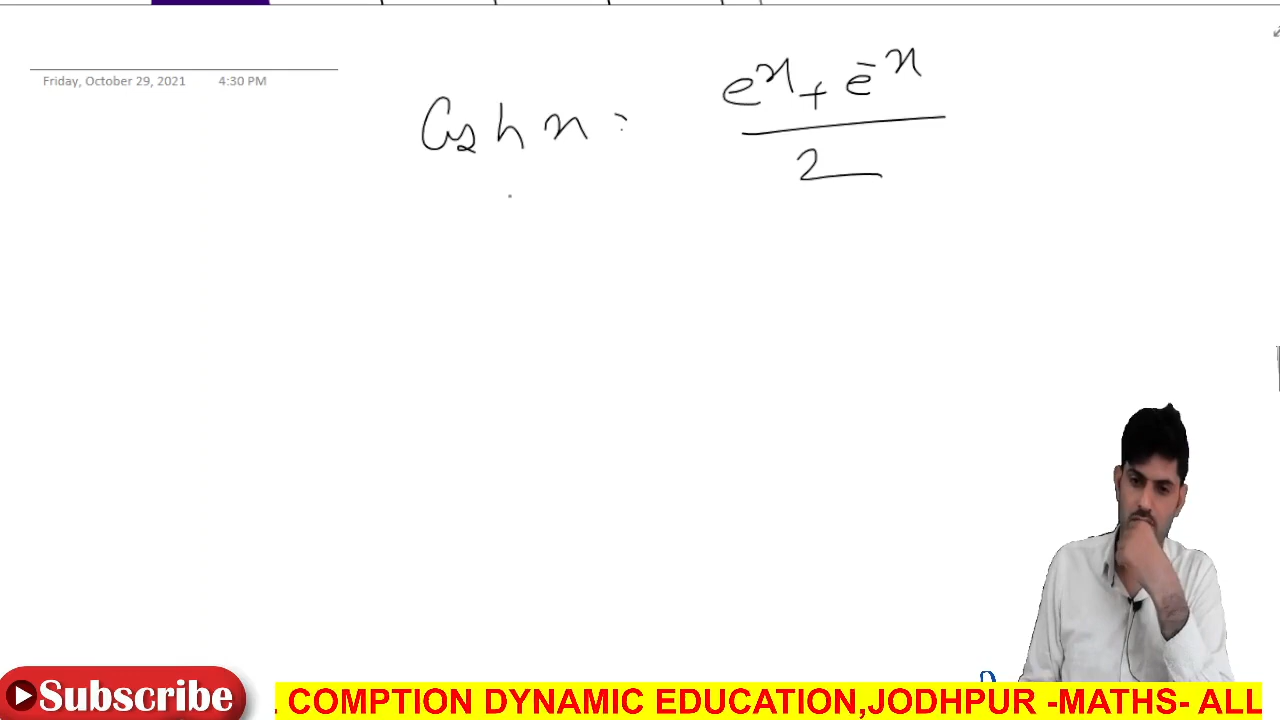 Friday, October 29, 2021 4:30 PM
Cosh x = (e^x + e^-x) / 2
Subscribe
. COMPTION DYNAMIC EDUCATION,JODHPUR -MATHS- ALL